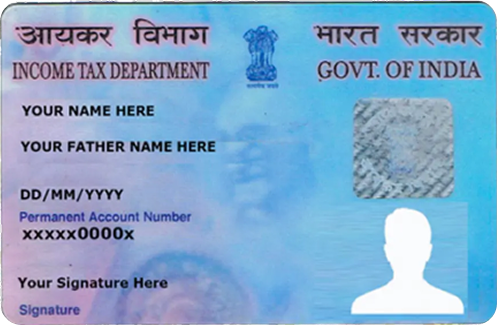 आयकर विभाग
भारत सरकार
INCOME TAX DEPARTMENT
GOVT. OF INDIA
YOUR NAME HERE
YOUR FATHER NAME HERE
DD/MM/YYYY
Permanent Account Number
xxxxx0000x
Your Signature Here
Signature